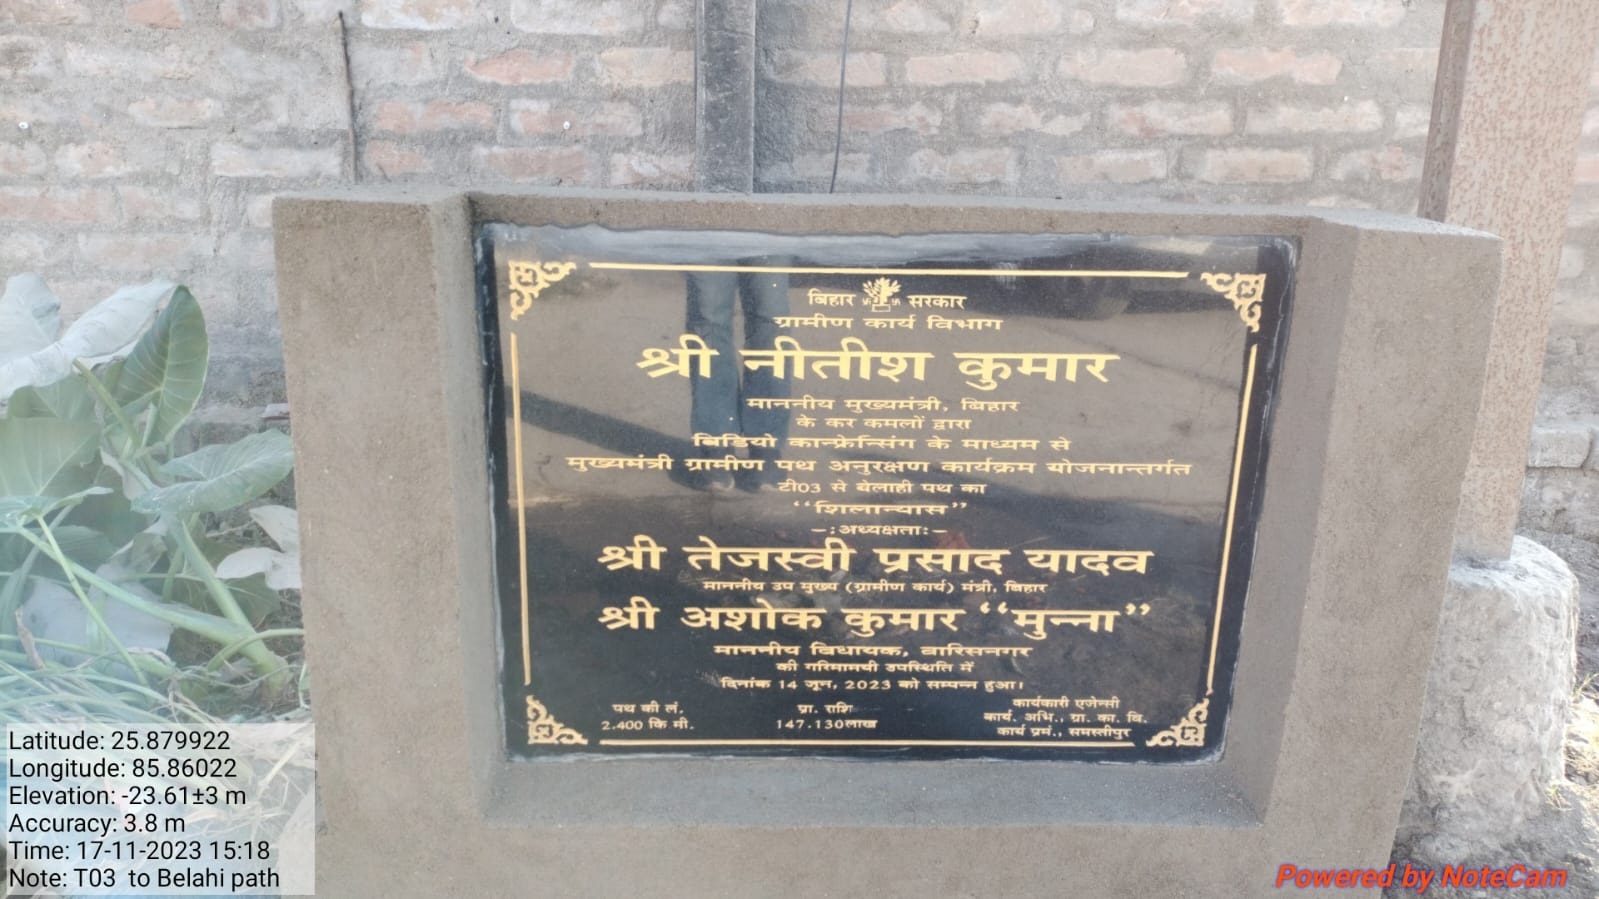 बिहार सरकार
ग्रामीण कार्य विभाग
श्री नीतीश कुमार
माननीय मुख्यमंत्री, बिहार
के कर कमलों द्वारा
बिडियो कान्फ्रेन्सिंग के माध्यम से
मुख्यमंत्री ग्रामीण पथ अनुरक्षण कार्यक्रम योजनान्तर्गत
टी03 से बेलाही पथ का
“शिलान्यास”
-:अध्यक्षता:-
श्री तेजस्वी प्रसाद यादव
माननीय उप मुख्य (ग्रामीण कार्य) मंत्री, बिहार
श्री अशोक कुमार “मुन्ना”
माननीय विधायक, वारिसनगर
की गरिमामयी उपस्थिति में
दिनांक 14 जून, 2023 को सम्पन्न हुआ।
पथ की लं.
2.400 कि मी.
प्रा. राशि
147.130लाख
कार्यकारी एजेन्सी
कार्य. अभि., ग्रा. का. वि.
कार्य प्रमं., समस्तीपुर
Latitude: 25.879922
Longitude: 85.86022
Elevation: -23.61±3 m
Accuracy: 3.8 m
Time: 17-11-2023 15:18
Note: T03 to Belahi path
Powered by NoteCam